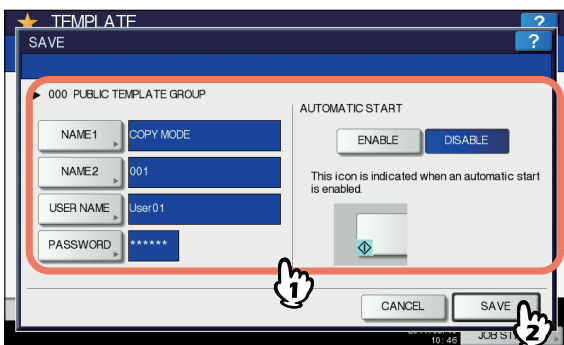 TEMPLATE
?
SAVE
?
000 PUBLIC TEMPLATE GROUP
NAME1
COPY MODE
NAME2
001
USER NAME
User01
PASSWORD
******
AUTOMATIC START
ENABLE
DISABLE
This icon is indicated when an automatic start
is enabled.
1
CANCEL
SAVE
2
10:46
JOB ST